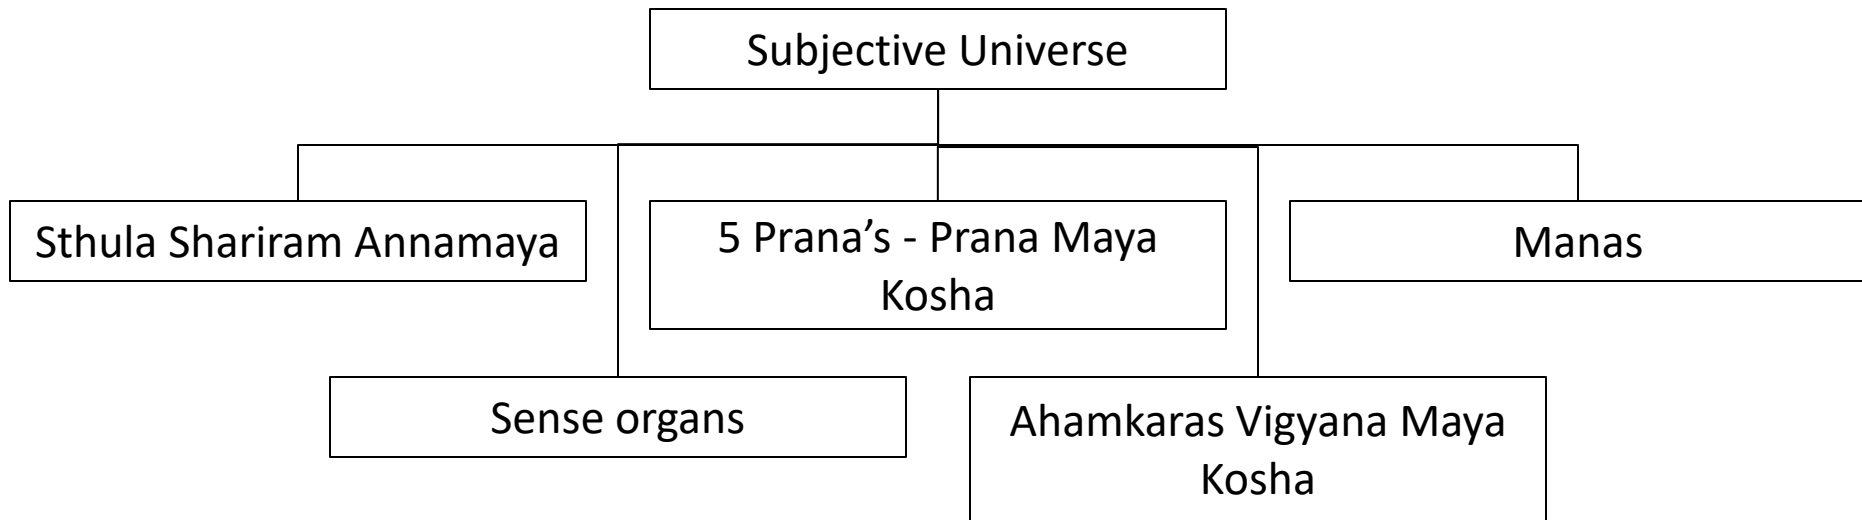 Subjective Universe
Sthula Shariram Annamaya
5 Prana’s - Prana Maya
Kosha
Manas
Sense organs
Ahamkaras Vigyana Maya
Kosha